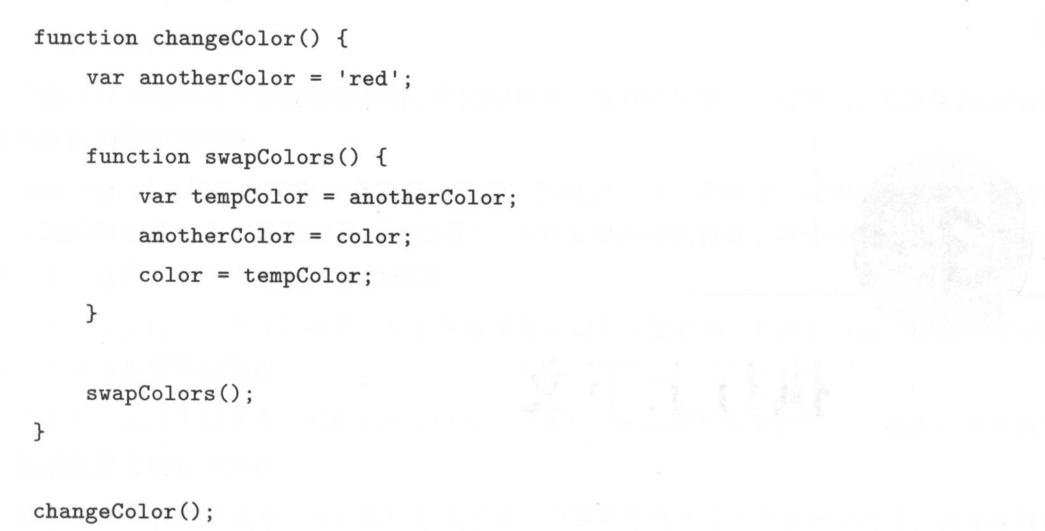 function changeColor() {
    var anotherColor = 'red';

    function swapColors() {
        var tempColor = anotherColor;
        anotherColor = color;
        color = tempColor;
    }

    swapColors();
}

changeColor();